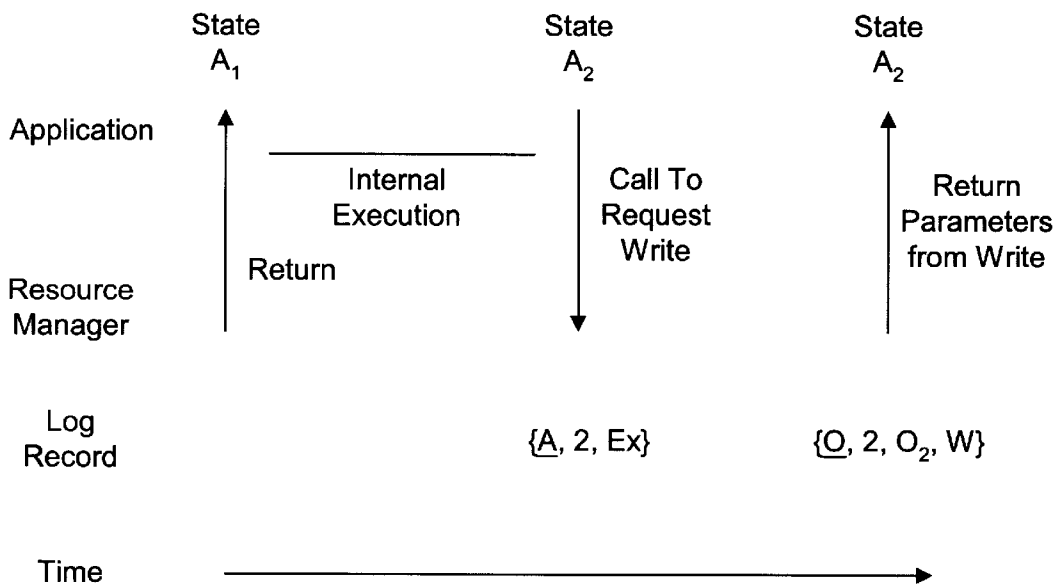 State
A1
State
A2
State
A2
Application
Internal
Execution
Call To
Request
Write
Return
Parameters
from Write
Return
Resource
Manager
Log
Record
{A, 2, Ex}
{O, 2, O2, W}
Time